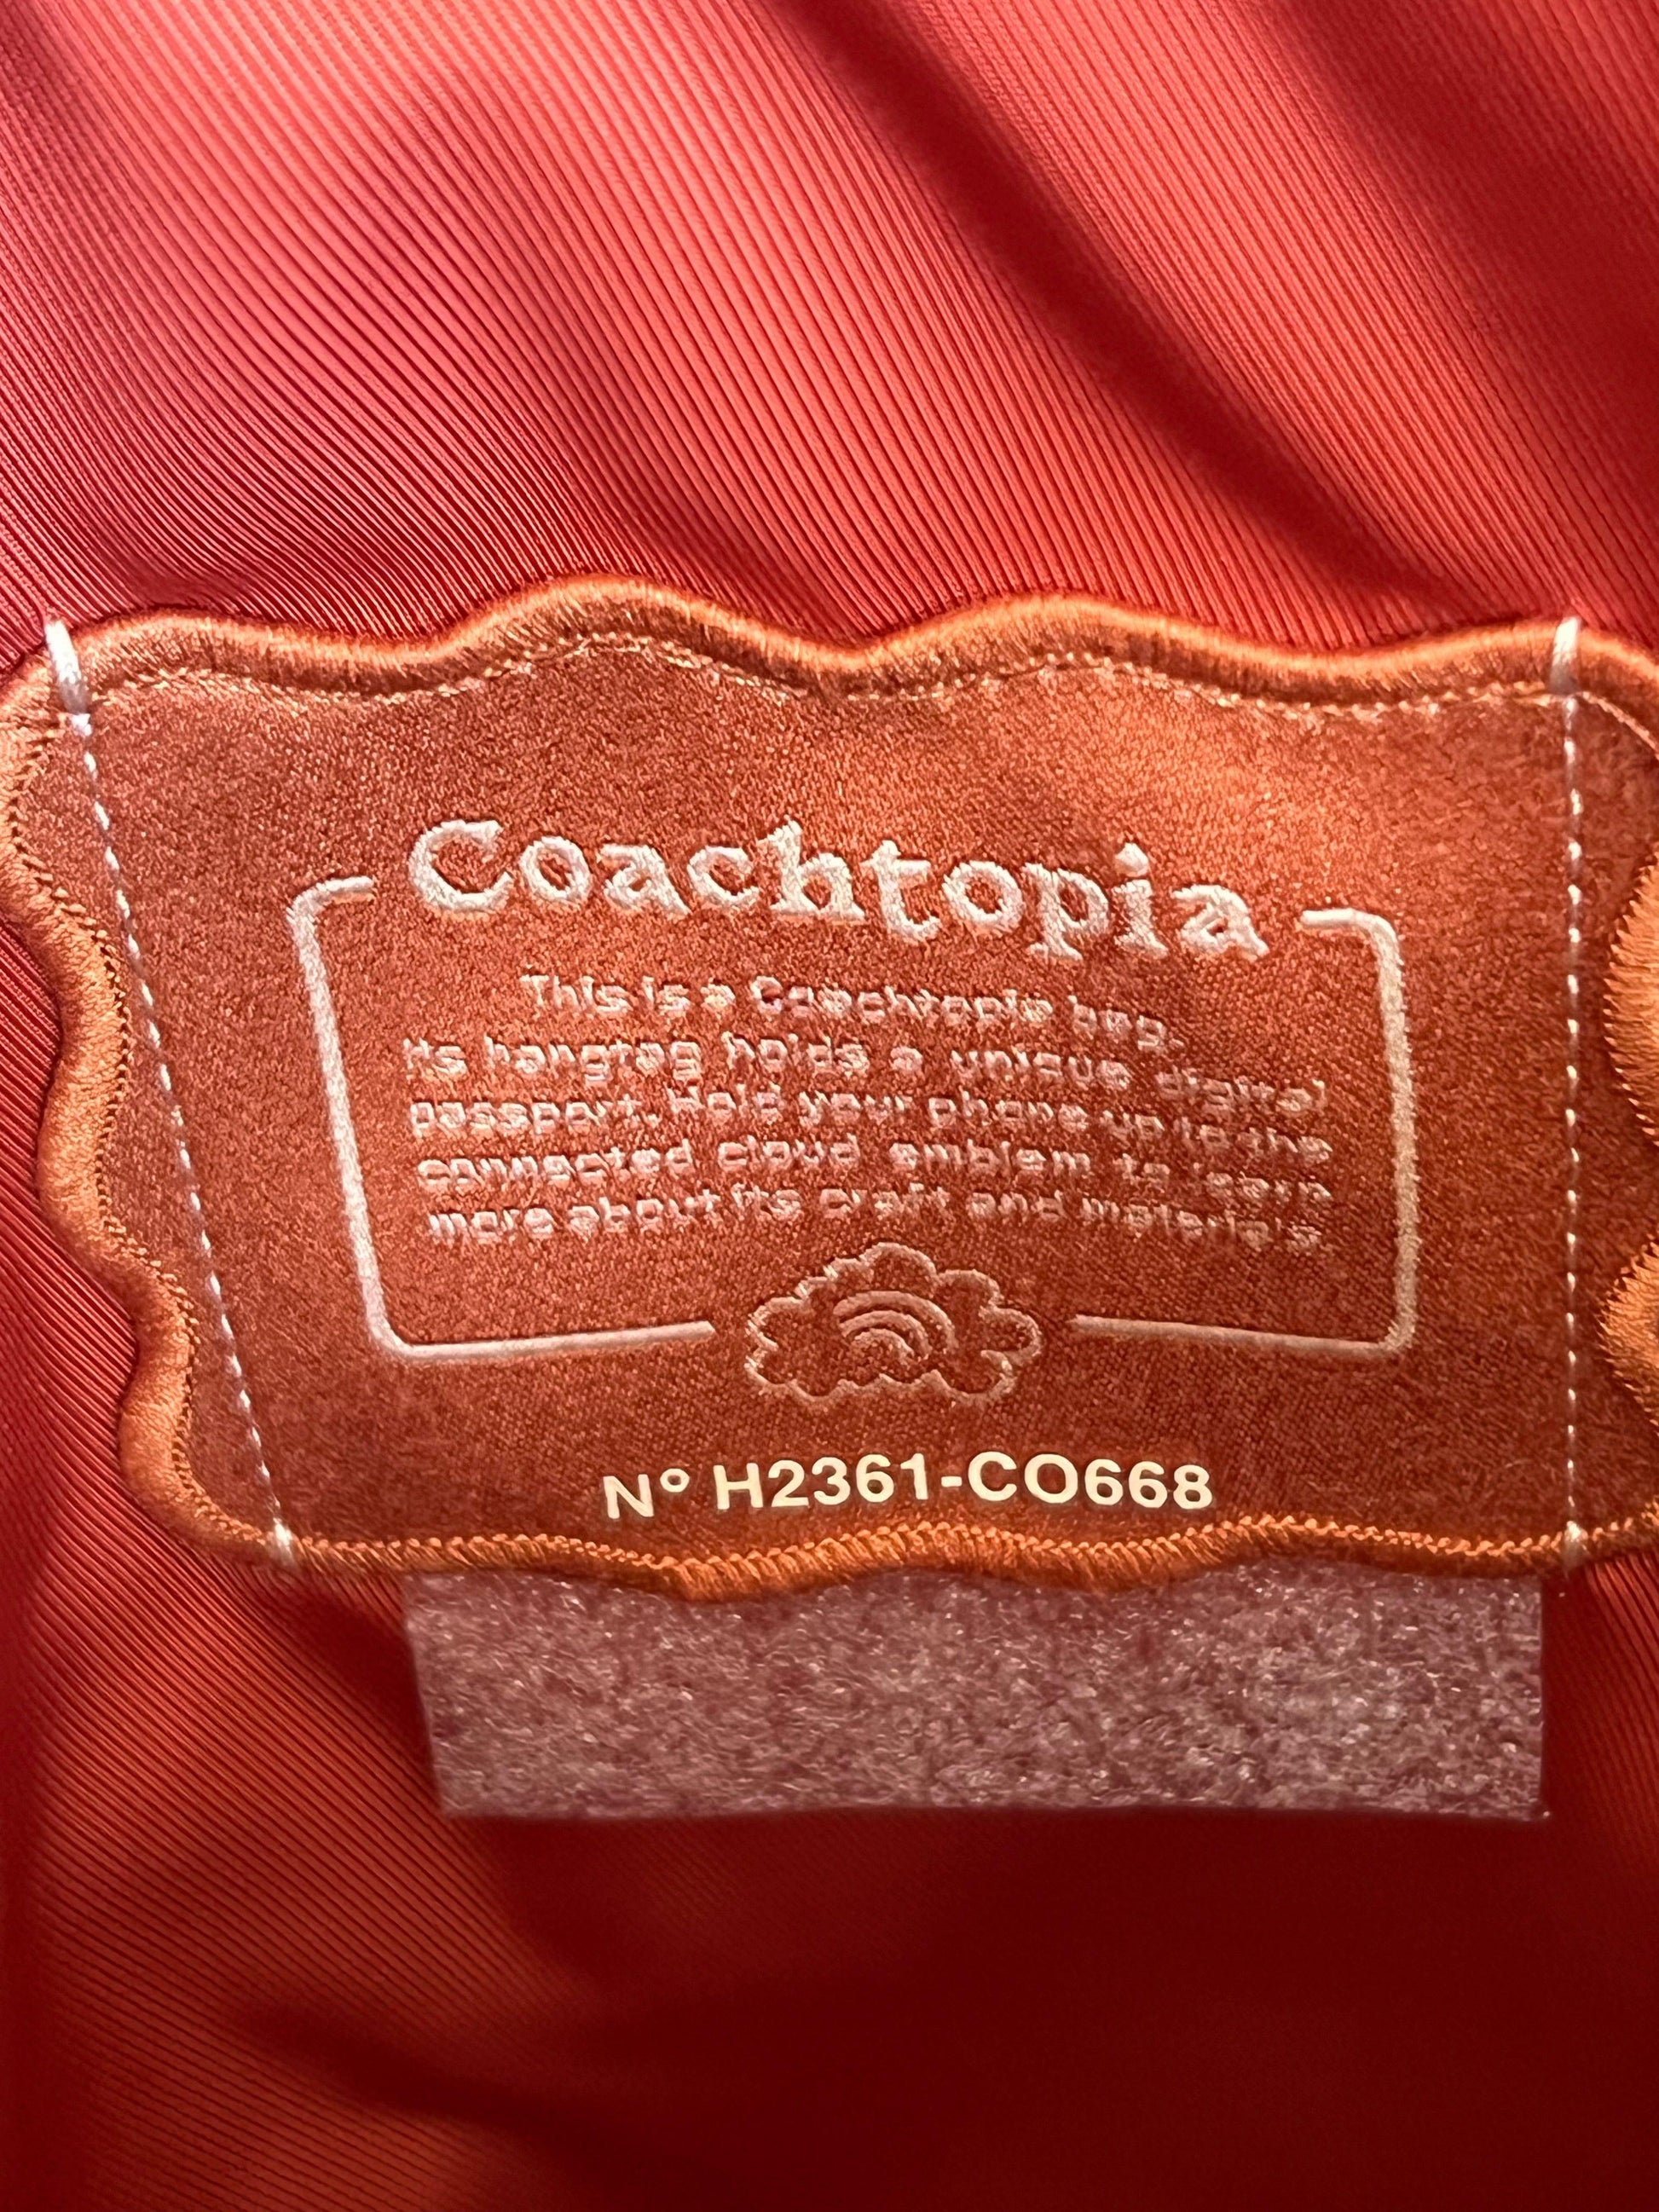 Coachtopia
This is a Coachtopia bag.
Its hangtag holds a unique digital
passport. Hold your phone up to the
connected cloud emblem to learn
more about its craft and materials.
Nº H2361-CO668